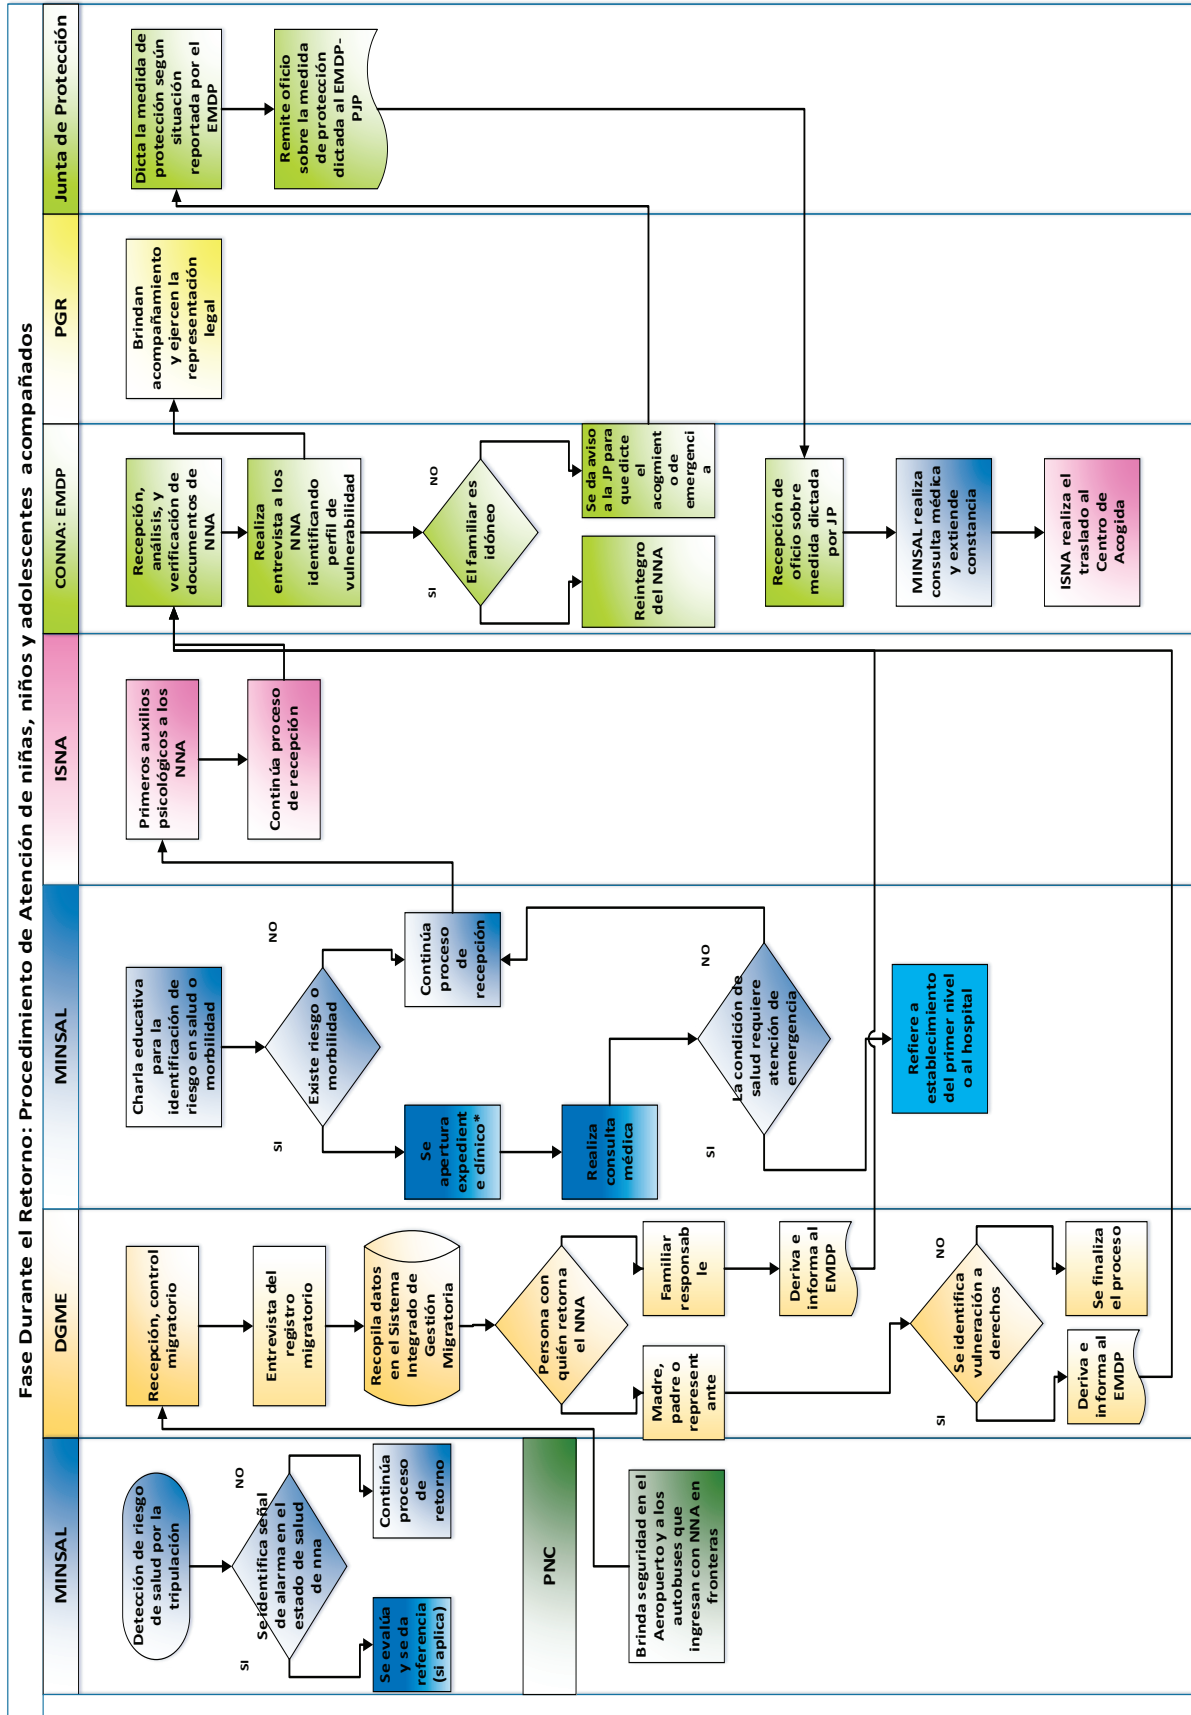 Fase Durante el Retorno: Procedimiento de Atención de niñas, niños y adolescentes acompañados
MINSAL
Detección de riesgo
de salud por la
tripulación
Se identifica señal
de alarma en el
estado de salud
de nna
SI
NO
Se evalúa
y se da
referencia
(si aplica)
Continúa
proceso
de
retorno
PNC
Brinda seguridad en el
Aeropuerto y a los
autobuses que
ingresan con NNA en
fronteras
DGME
Recepción, control
migratorio
Entrevista del
registro
migratorio
Recopila datos
en el Sistema
Integrado de
Gestión
Migratoria
Persona con
quién retorna
el NNA
Madre,
padre o
represent
ante
Familiar
responsab
le
Deriva e
informa al
EMDP
Se identifica
vulneración a
derechos
SI
NO
Deriva e
informa al
EMDP
Se finaliza
el proceso
MINSAL
Charla educativa
para la
identificación de
riesgo en salud o
morbilidad
Existe riesgo o
morbilidad
SI
NO
Se
apertura
expedient
e clínico*
Continúa
proceso
de
recepción
Realiza
consulta
médica
La condición de
salud requiere
atención de
emergencia
SI
NO
Refiere a
establecimiento
del primer nivel
o al hospital
ISNA
Primeros auxilios
psicológicos a los
NNA
Continúa proceso
de recepción
CONNA: EMDP
Recepción,
análisis, y
verificación de
documentos de
NNA
Realiza
entrevista a los
NNA
identificando
perfil de
vulnerabilidad
El familiar es
idóneo
SI
NO
Reintegro
del NNA
Se da aviso
a la JP para
que dicte
el
acogmient
o de
emergenci
a
Recepción de
oficio sobre
medida dictada
por JP
MINSAL realiza
consulta médica
y extiende
constancia
ISNA realiza el
traslado al
Centro de
Acogida
PGR
Brindan
acompañamiento
y ejercen la
representación
legal
Junta de Protección
Dicta la medida de
protección según
situación
reportada por el
EMDP
Remite oficio
sobre la medida
de protección
dictada al EMDP-
PJP